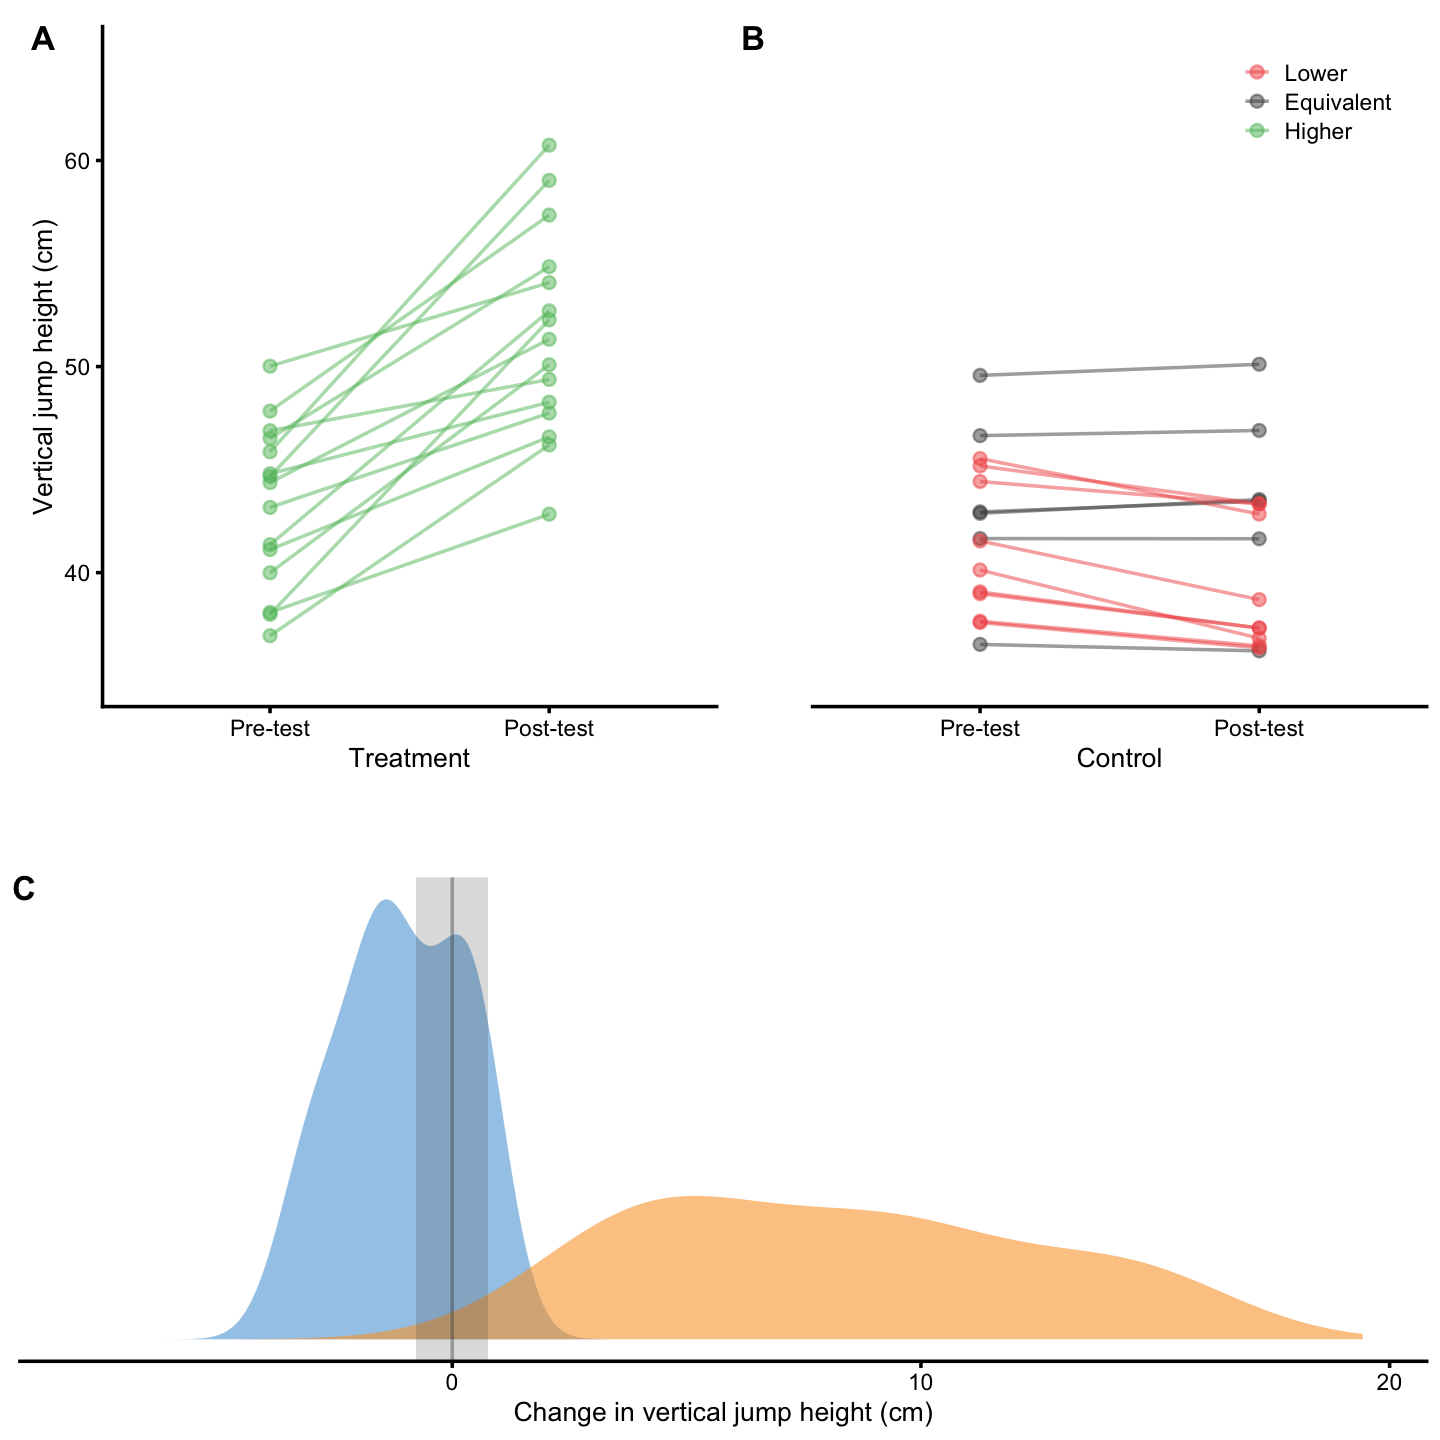 A
B
Lower
Equivalent
Higher
Vertical jump height (cm)
60
50
40
Pre-test
Post-test
Treatment
Pre-test
Post-test
Control
C
0
10
20
Change in vertical jump height (cm)